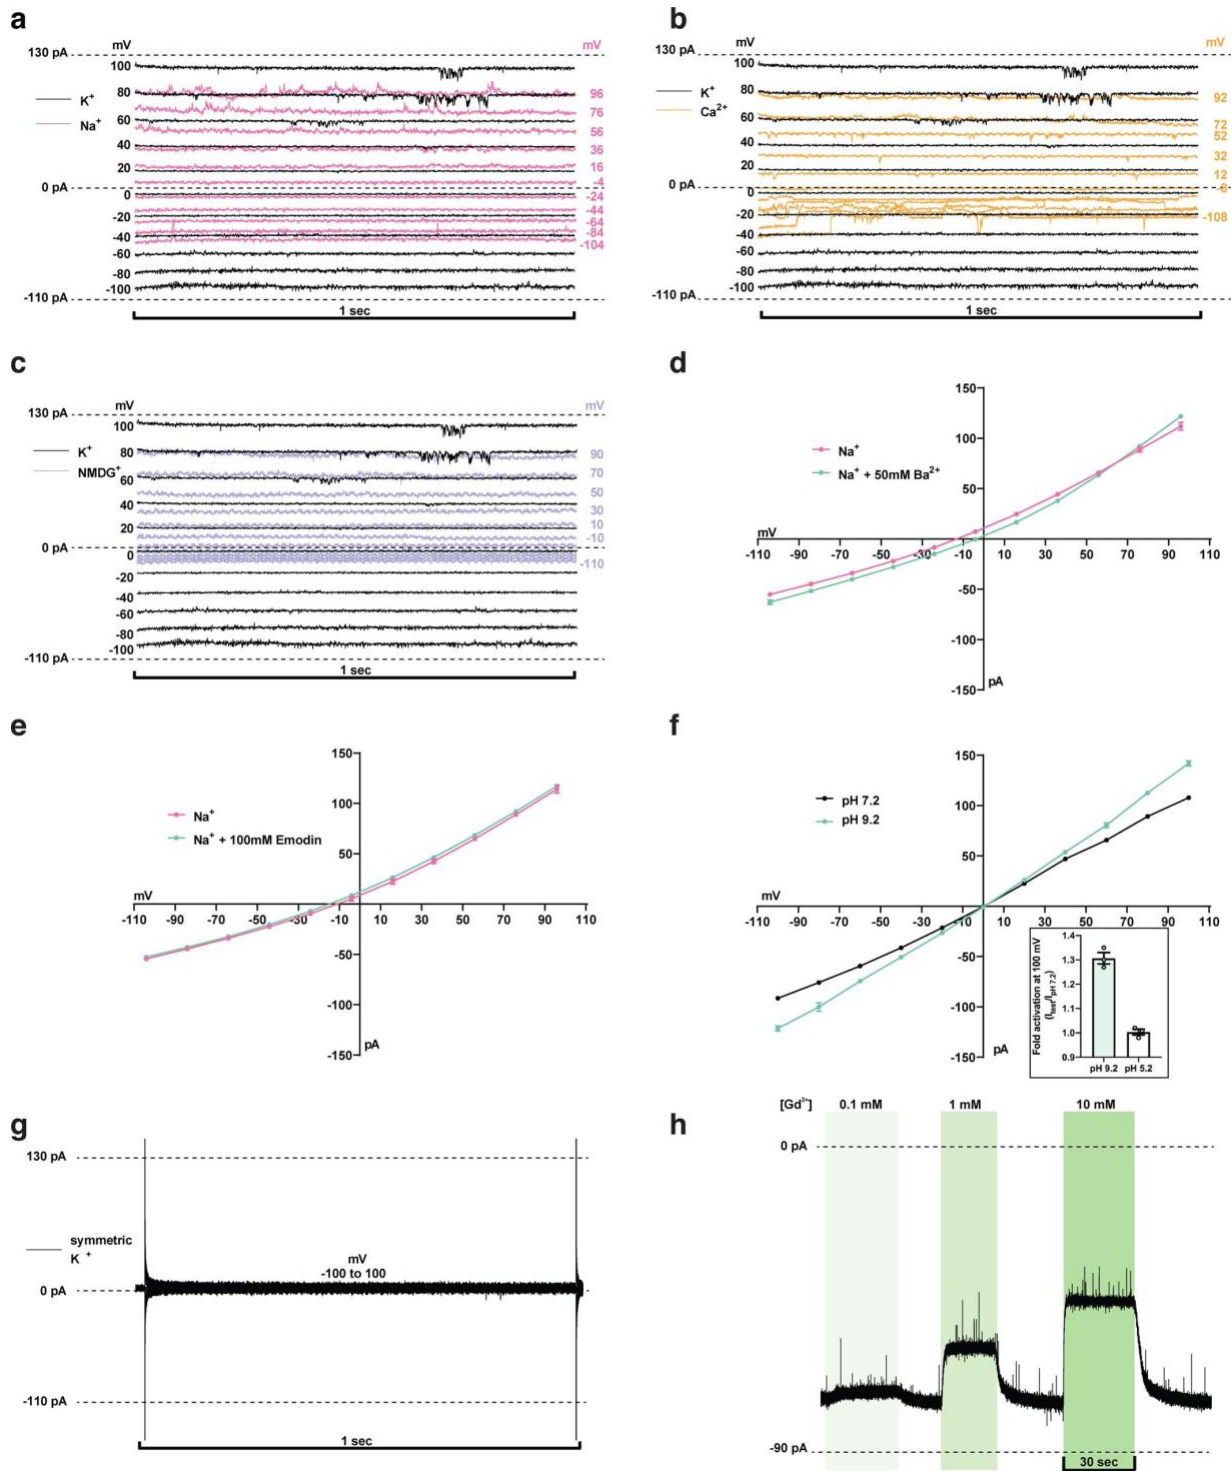 a
mV
mV
130 pA
100
80
96
K+
76
Na+
60
56
40
36
20
16
0 pA
-4
0
-24
-20
-44
-64
-40
-84
-60
-104
-80
-100
-110 pA
1 sec
b
mV
mV
130 pA
100
80
92
K+
Ca2+
60
72
52
40
32
20
12
0 pA
0
-20
-108
-40
-60
-80
-100
-110 pA
1 sec
c
mV
mV
130 pA
100
80
90
K+
70
NMDG+
60
50
40
30
20
10
-10
0 pA
0
-110
-20
-40
-60
-80
-100
-110 pA
1 sec
d
150
100
Na+
Na+ + 50mM Ba2+
50
mV
-110 -90 -70 -50 -30 -10 10 30 50 70 90 110
-50
-100
-150
pA
e
150
100
Na+
Na+ + 100mM Emodin
50
mV
-110 -90 -70 -50 -30 -10 10 30 50 70 90 110
-50
-100
-150
pA
f
150
100
pH 7.2
pH 9.2
50
mV
-110 -90 -70 -50 -30 -10 10 30 50 70 90 110
-50
-100
-150
pA
Fold activation at 100 mV
(Itest/IpH 7.2)
1.4
1.3
1.2
1.1
1.0
0.9
pH 9.2 pH 5.2
g
130 pA
symmetric
K +
mV
-100 to 100
0 pA
-110 pA
1 sec
h
[Gd3+] 0.1 mM 1 mM 10 mM
0 pA
-90 pA
30 sec